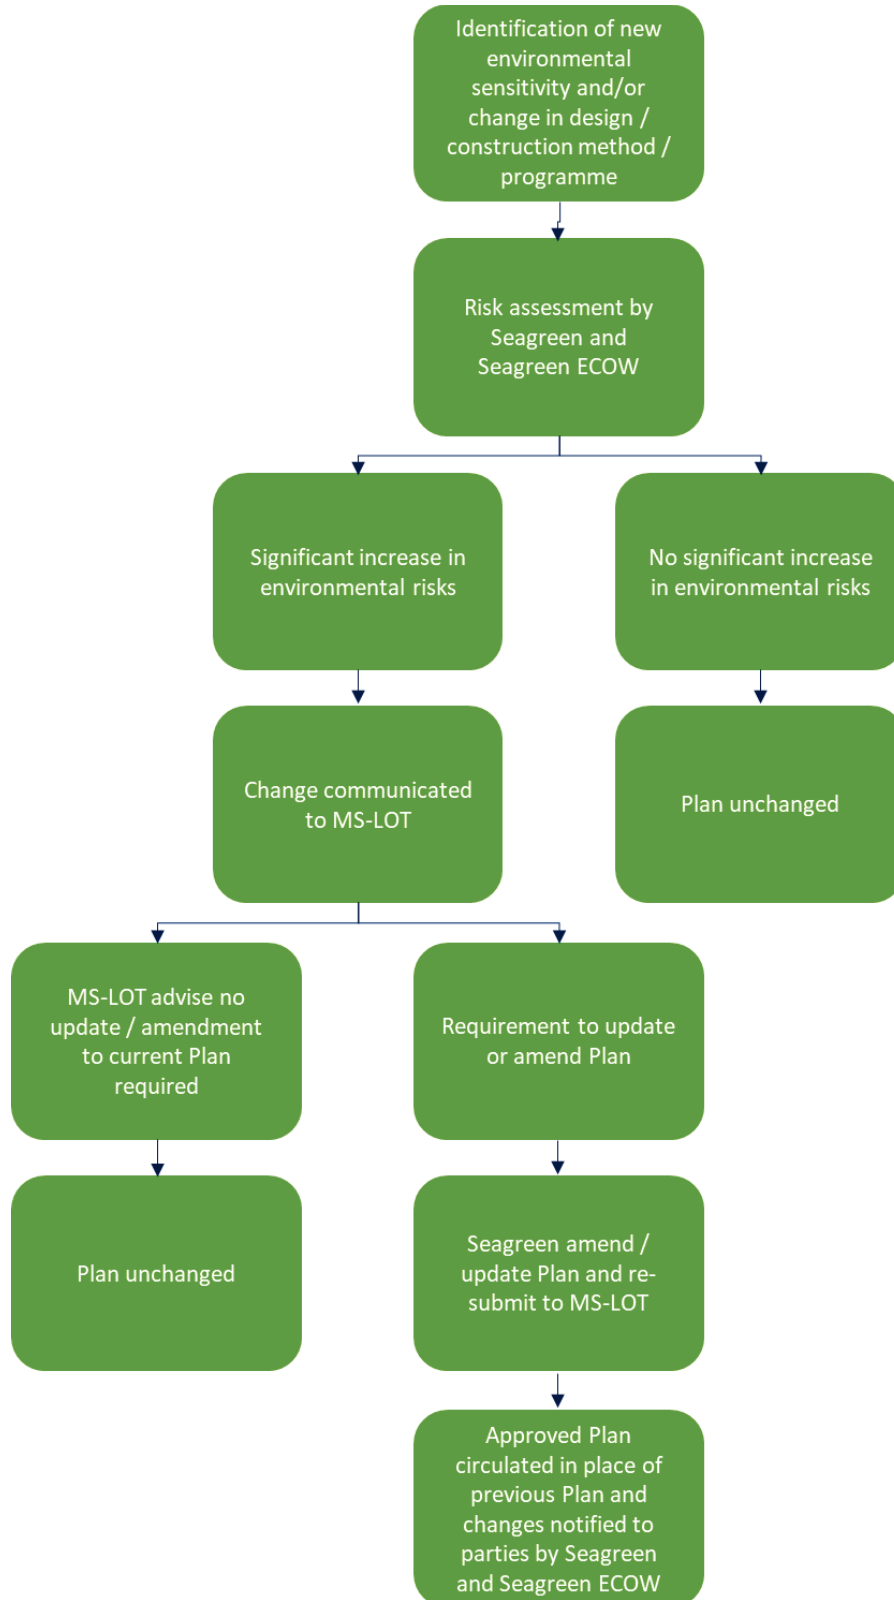 Identification of new
environmental
sensitivity and/or
change in design /
construction method /
programme
Risk assessment by
Seagreen and
Seagreen ECOW
Significant increase in
environmental risks
No significant increase
in environmental risks
Change communicated
to MS-LOT
Plan unchanged
MS-LOT advise no
update / amendment
to current Plan
required
Requirement to update
or amend Plan
Plan unchanged
Seagreen amend /
update Plan and re-
submit to MS-LOT
Approved Plan
circulated in place of
previous Plan and
changes notified to
parties by Seagreen
and Seagreen ECOW